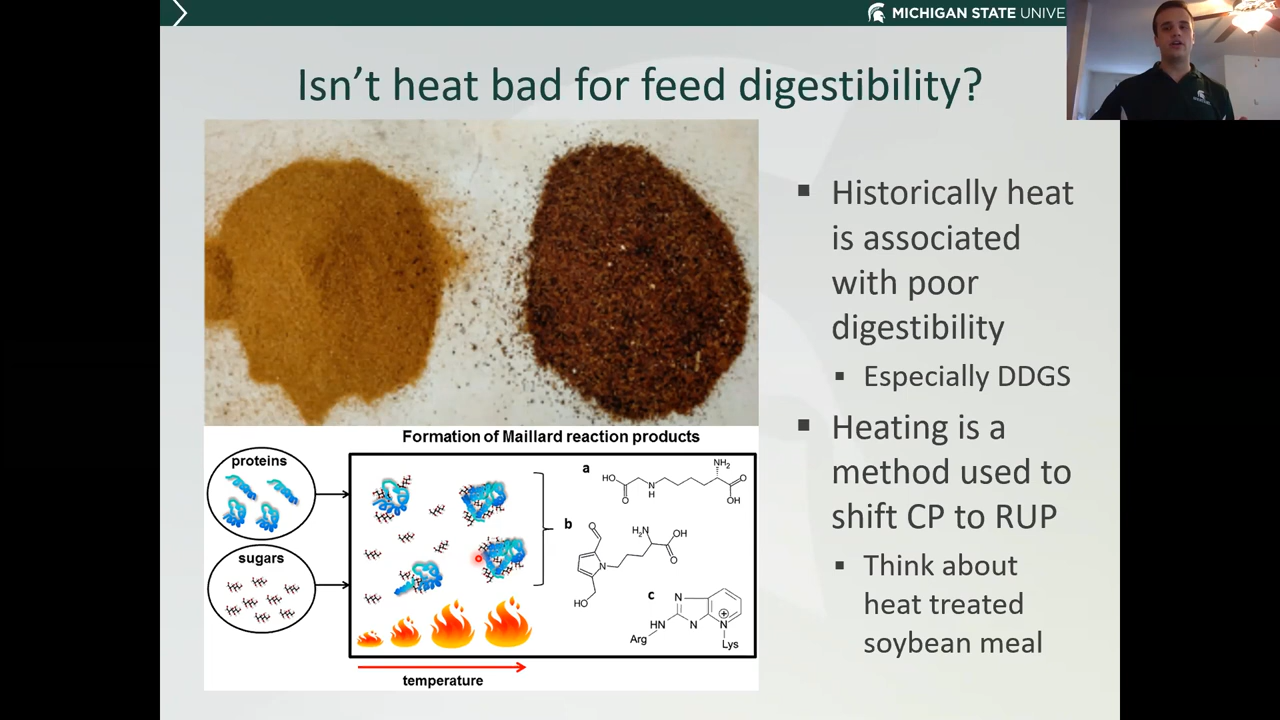 MICHIGAN STATE UNIVE
Isn't heat bad for feed digestibility?
▪ Historically heat
is associated
with poor
digestibility
▪ Especially DDGS
▪ Heating is a
method used to
shift CP to RUP
▪ Think about
heat treated
soybean meal
Formation of Maillard reaction products
proteins
sugars
temperature
a
HO
O
N
H
NH2
O
OH
b
O
N
HO
H2N
OH
O
c
N
N
HN
N
+
Arg
Lys